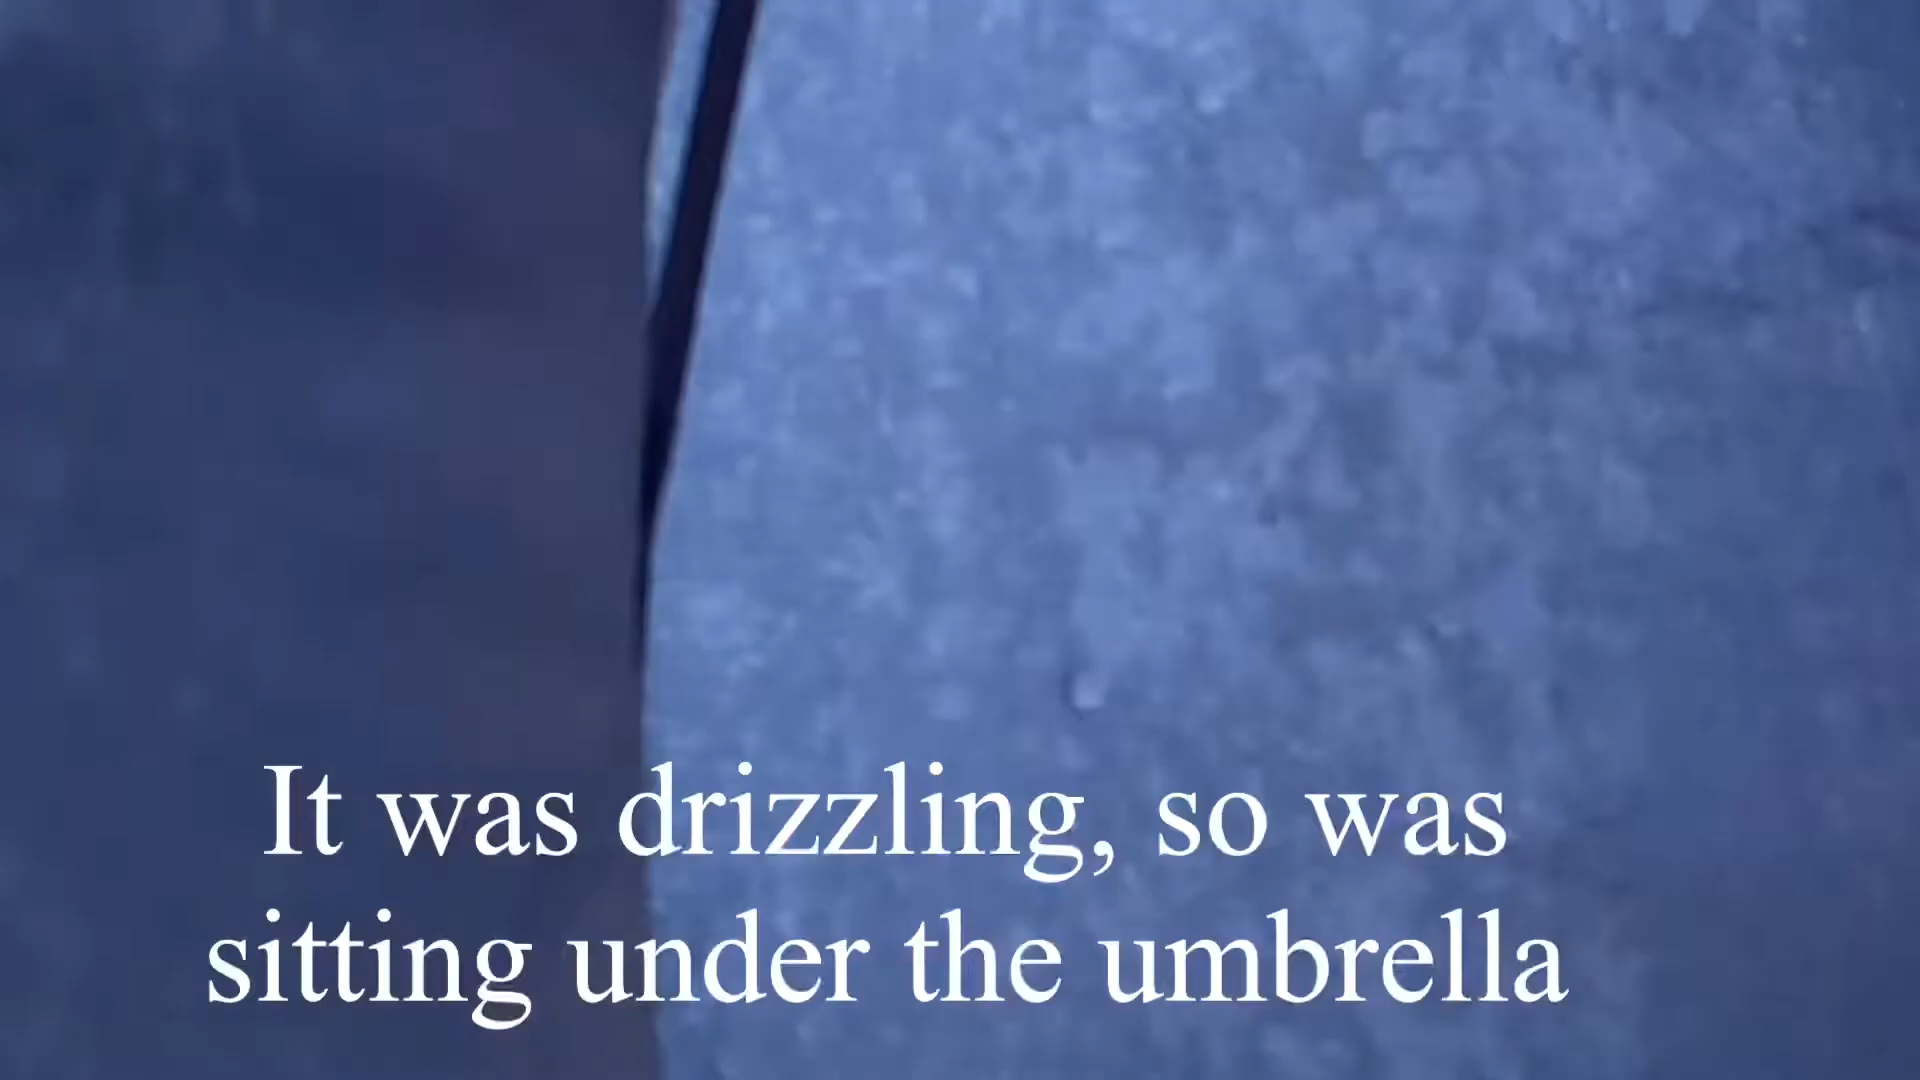 It was drizzling, so was
sitting under the umbrella